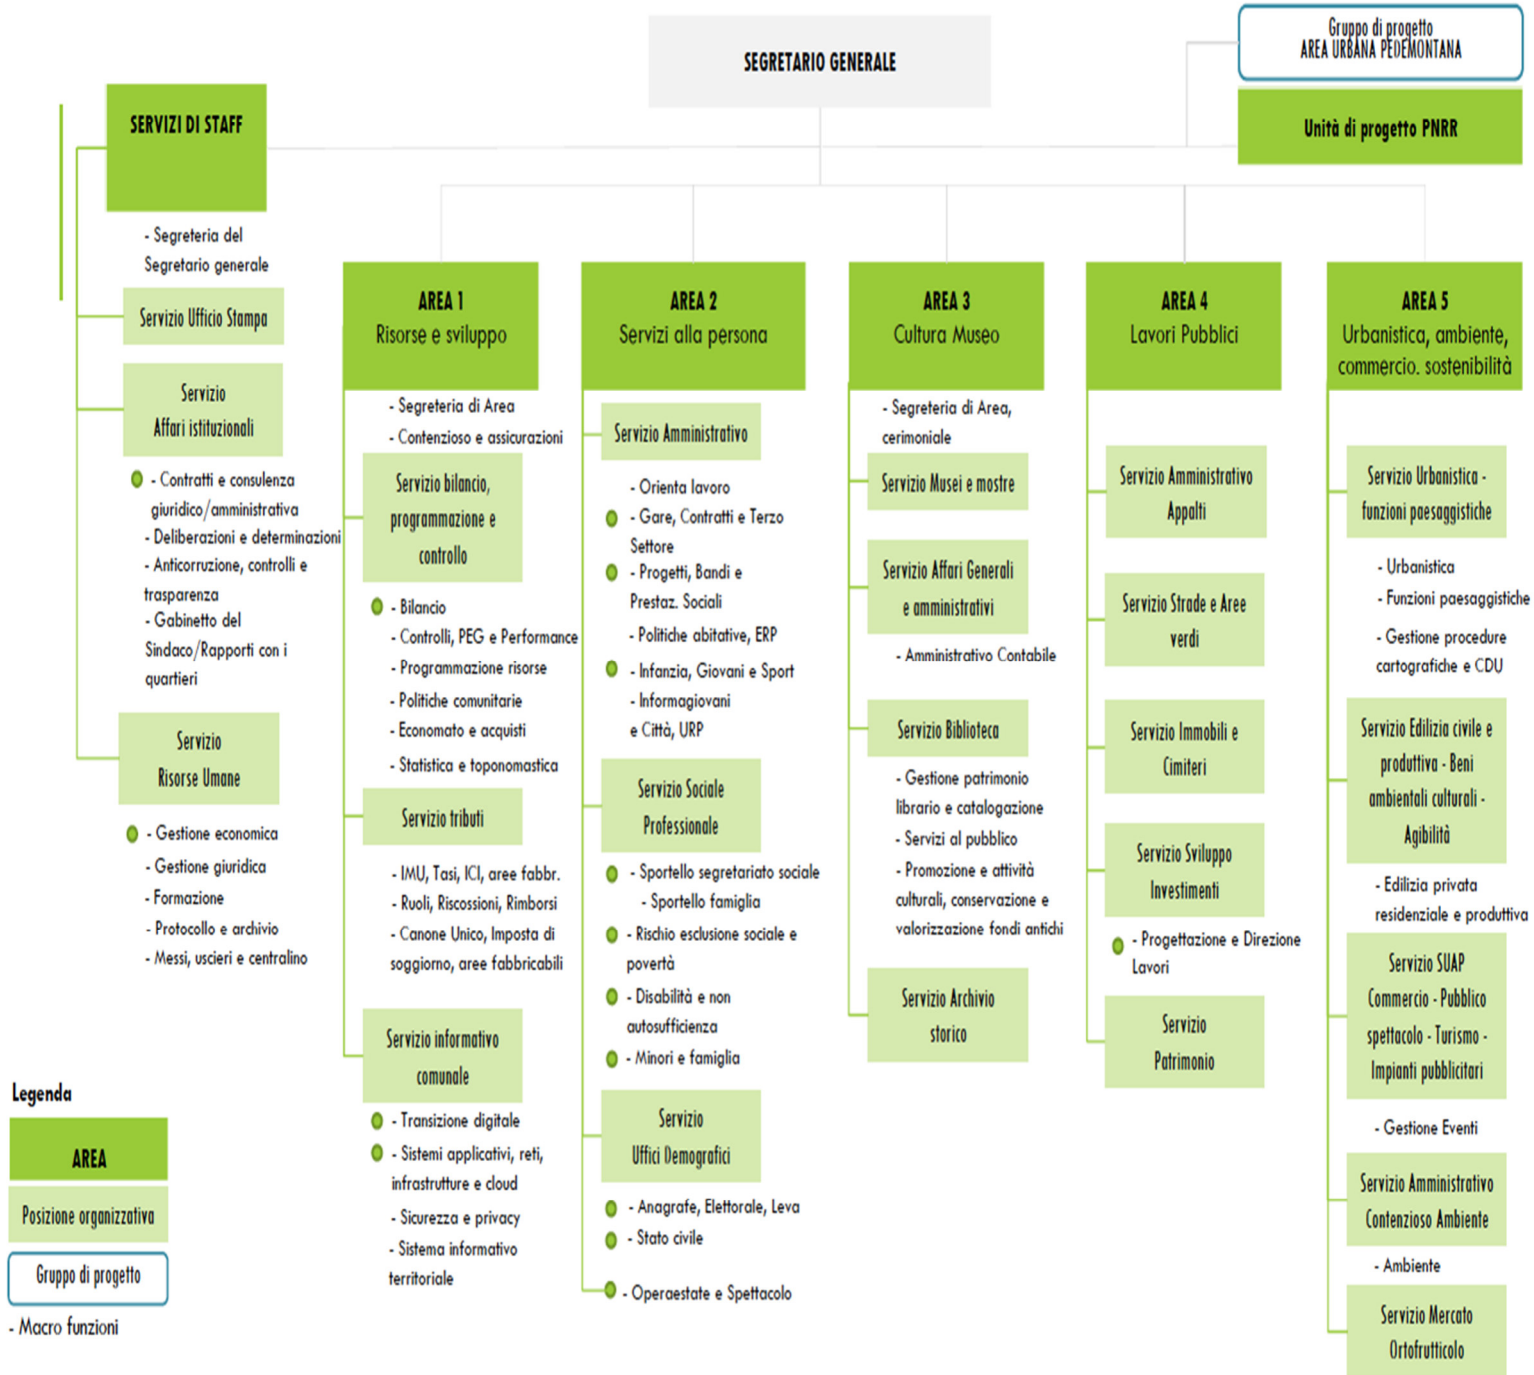 SEGRETARIO GENERALE
Gruppo di progetto
AREA URBANA PEDEMONTANA
Unità di progetto PNRR
SERVIZI DI STAFF
- Segreteria del
Segretario generale
Servizio Ufficio Stampa
Servizio
Affari istituzionali
- Contratti e consulenza
giuridico/amministrativa
- Deliberazioni e determinazioni
- Anticorruzione, controlli e
trasparenza
- Gabinetto del
Sindaco/Rapporti con i
quartieri
Servizio
Risorse Umane
- Gestione economica
- Gestione giuridica
- Formazione
- Protocollo e archivio
- Messi, uscieri e centralino
AREA 1
Risorse e sviluppo
- Segreteria di Area
- Contenzioso e assicurazioni
Servizio bilancio,
programmazione e
controllo
- Bilancio
- Controlli, PEG e Performance
- Programmazione risorse
- Politiche comunitarie
- Economato e acquisti
- Statistica e toponomastica
Servizio tributi
- IMU, Tasi, ICI, aree fabbr.
- Ruoli, Riscossioni, Rimborsi
- Canone Unico, Imposta di
soggiorno, aree fabbricabili
Servizio informativo
comunale
- Transizione digitale
- Sistemi applicativi, reti,
infrastrutture e cloud
- Sicurezza e privacy
- Sistema informativo
territoriale
AREA 2
Servizi alla persona
Servizio Amministrativo
- Orienta lavoro
- Gare, Contratti e Terzo
Settore
- Progetti, Bandi e
Prestaz. Sociali
- Politiche abitative, ERP
- Infanzia, Giovani e Sport
- Informagiovani
e Città, URP
Servizio Sociale
Professionale
- Sportello segretariato sociale
- Sportello famiglia
- Rischio esclusione sociale e
povertà
- Disabilità e non
autosufficienza
- Minori e famiglia
Servizio
Uffici Demografici
- Anagrafe, Elettorale, Leva
- Stato civile
- Operaestate e Spettacolo
AREA 3
Cultura Museo
- Segreteria di Area,
cerimoniale
Servizio Musei e mostre
Servizio Affari Generali
e amministrativi
- Amministrativo Contabile
Servizio Biblioteca
- Gestione patrimonio
librario e catalogazione
- Servizi al pubblico
- Promozione e attività
culturali, conservazione e
valorizzazione fondi antichi
Servizio Archivio
storico
AREA 4
Lavori Pubblici
Servizio Amministrativo
Appalti
Servizio Strade e Aree
verdi
Servizio Immobili e
Cimiteri
Servizio Sviluppo
Investimenti
- Progettazione e Direzione
Lavori
Servizio
Patrimonio
AREA 5
Urbanistica, ambiente,
commercio. sostenibilità
Servizio Urbanistica -
funzioni paesaggistiche
- Urbanistica
- Funzioni paesaggistiche
- Gestione procedure
cartografiche e CDU
Servizio Edilizia civile e
produttiva - Beni
ambientali culturali -
Agibilità
- Edilizia privata
residenziale e produttiva
Servizio SUAP
Commercio - Pubblico
spettacolo - Turismo -
Impianti pubblicitari
- Gestione Eventi
Servizio Amministrativo
Contenzioso Ambiente
- Ambiente
Servizio Mercato
Ortofrutticolo
Legenda
AREA
Posizione organizzativa
Gruppo di progetto
- Macro funzioni